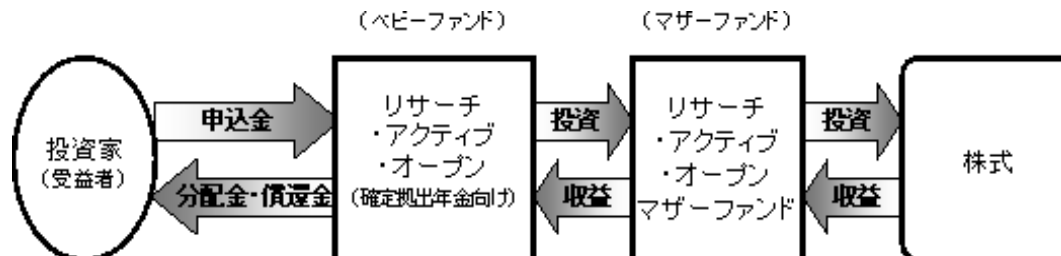 （ベビーファンド）
（マザーファンド）
投資家
（受益者）
申込金
分配金・償還金
リサーチ
・アクティブ
・オープン
（確定拠出年金向け）
投資
収益
リサーチ
・アクティブ
・オープン
マザーファンド
投資
収益
株式